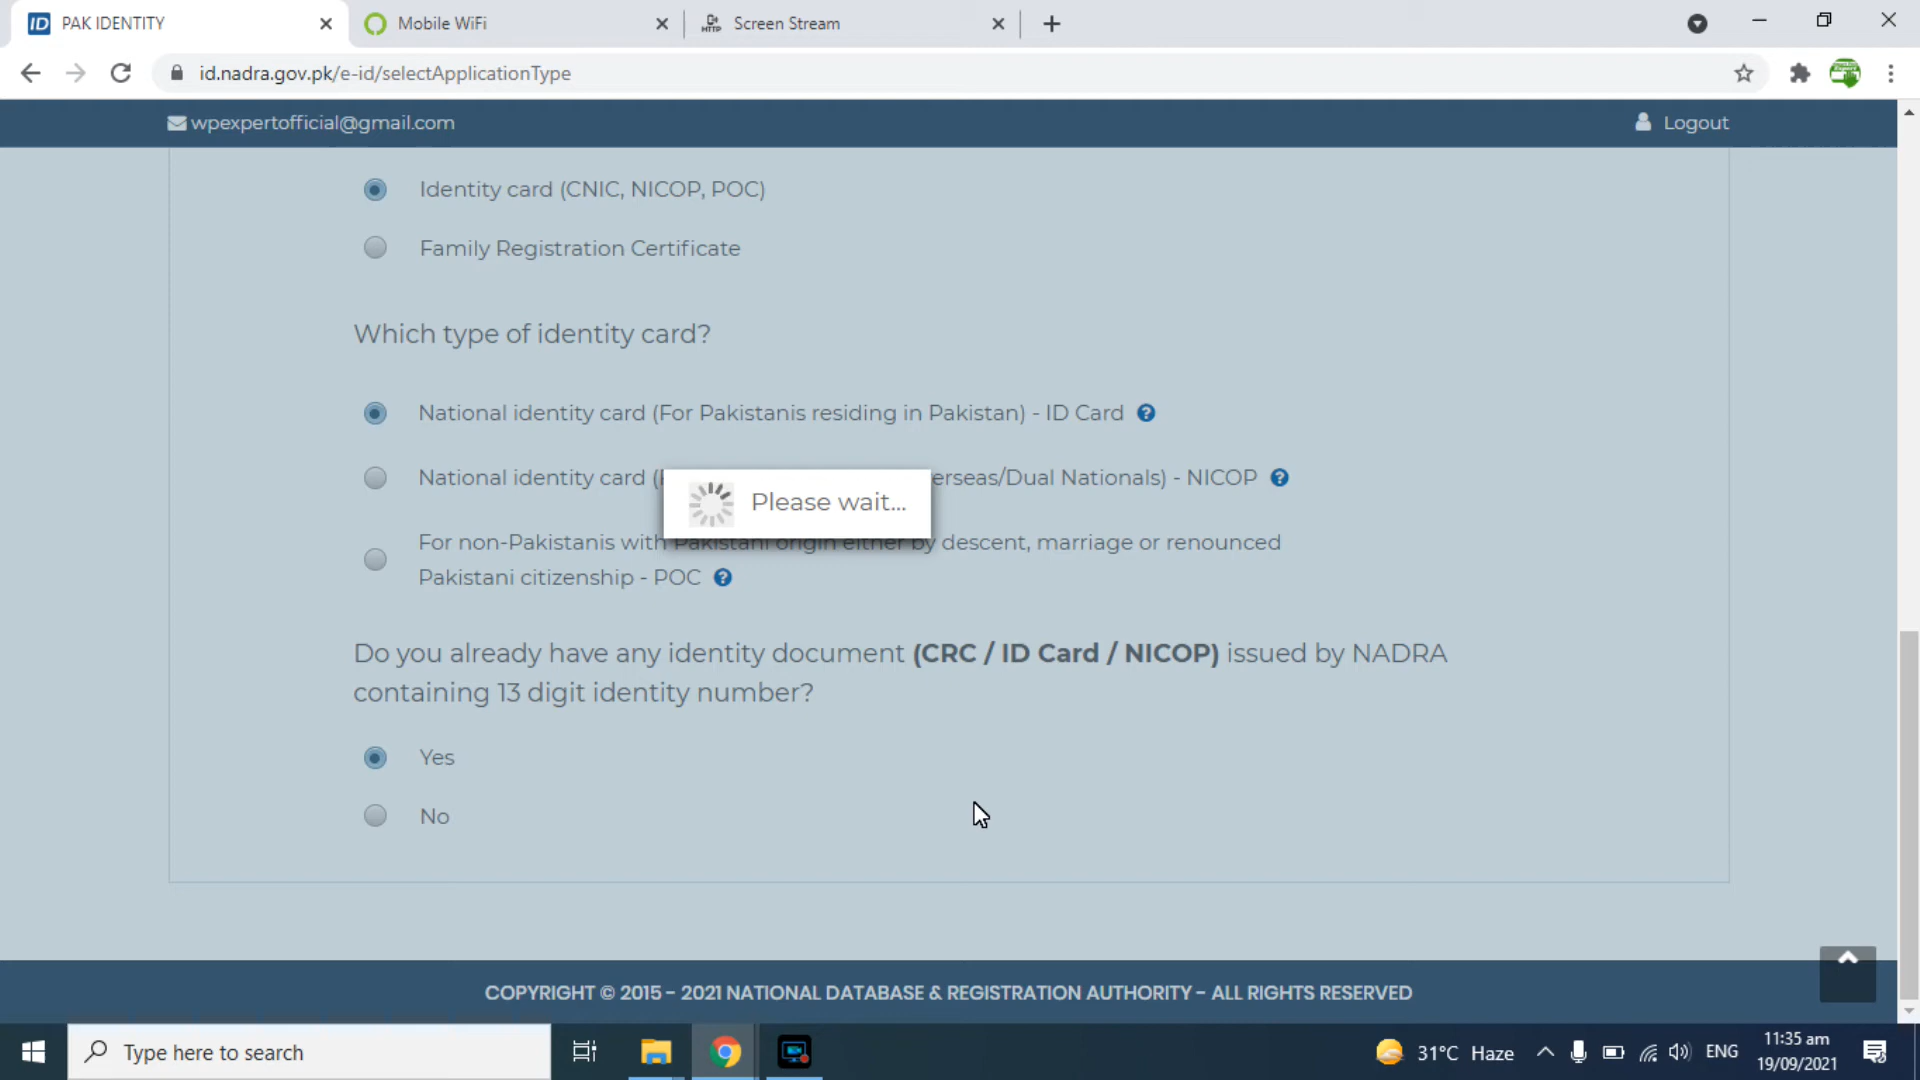 PAK IDENTITY
Mobile WiFi
Screen Stream
id.nadra.gov.pk/e-id/selectApplicationType
wpexpertofficial@gmail.com
Logout
Identity card (CNIC, NICOP, POC)
Family Registration Certificate
Which type of identity card?
National identity card (For Pakistanis residing in Pakistan) - ID Card
National identity card ( erseas/Dual Nationals) - NICOP
Please wait...
For non-Pakistanis with Pakistani origin either by descent, marriage or renounced
Pakistani citizenship - POC
Do you already have any identity document (CRC / ID Card / NICOP) issued by NADRA
containing 13 digit identity number?
Yes
No
COPYRIGHT © 2015 - 2021 NATIONAL DATABASE & REGISTRATION AUTHORITY - ALL RIGHTS RESERVED
Type here to search
31°C Haze
ENG
11:35 am
19/09/2021